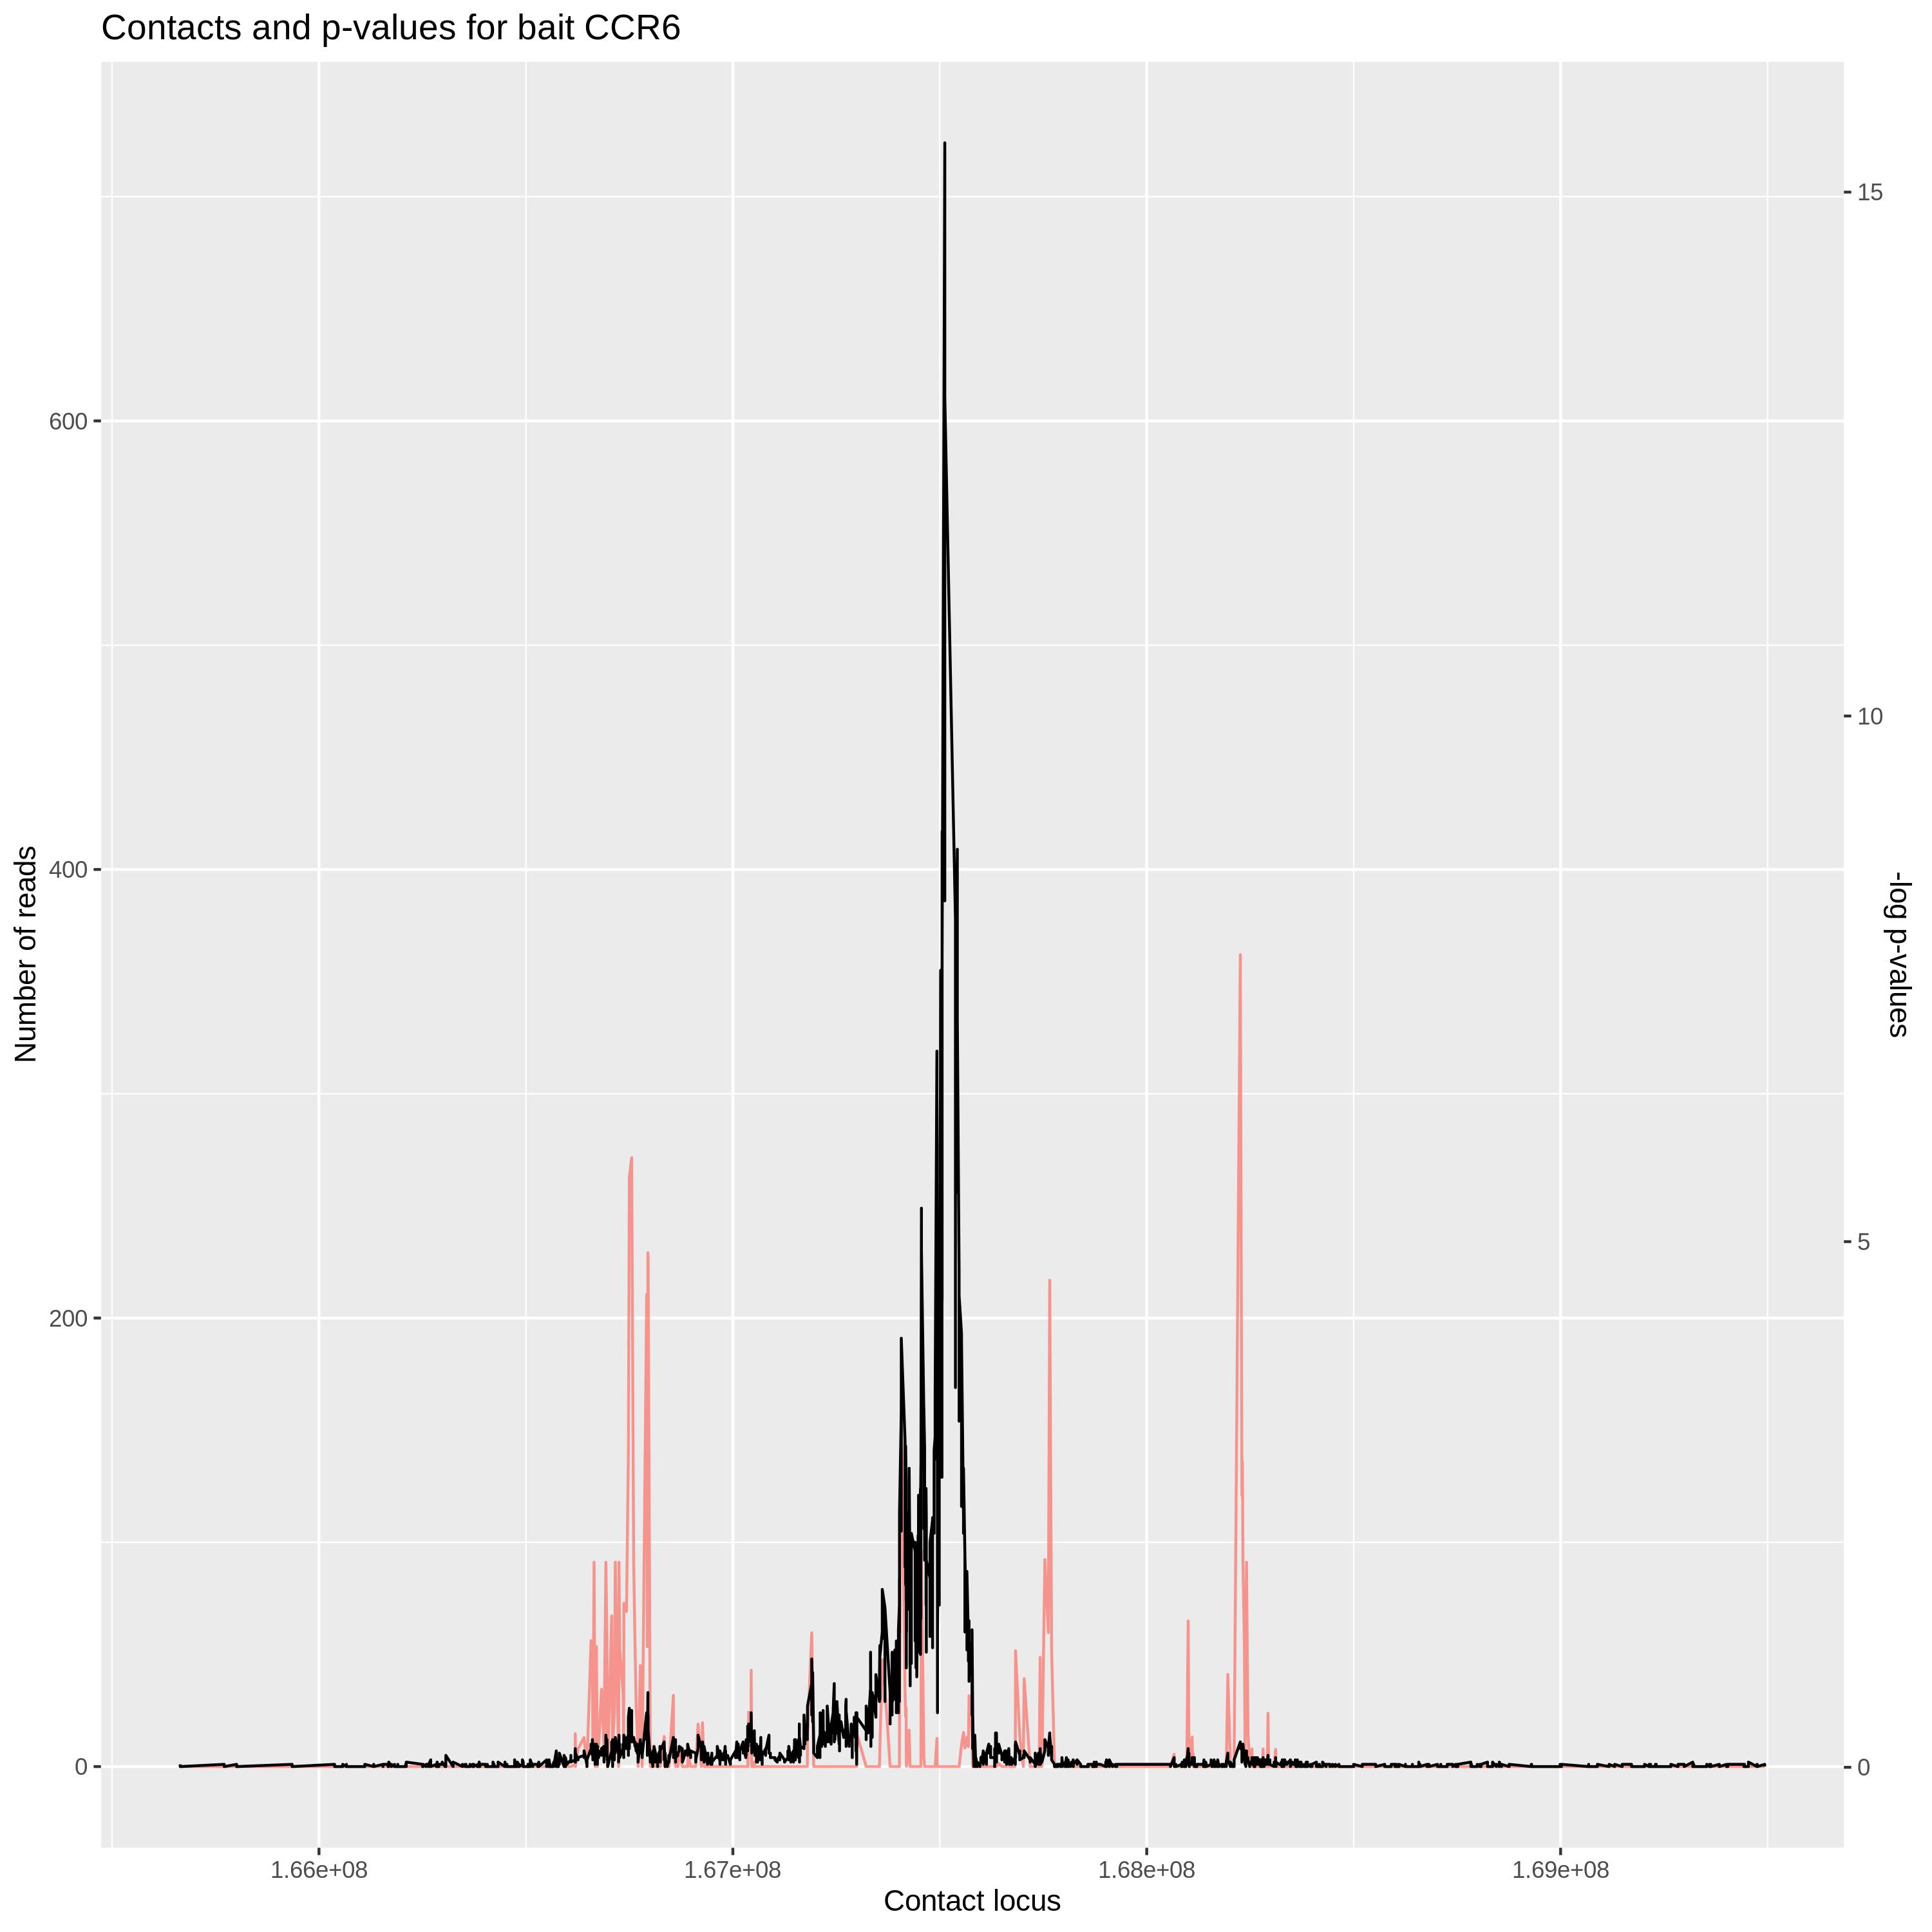 Contacts and p-values for bait CCR6
Number of reads
600
400
200
0
15
10
5
0
-log p-values
1.66e+08
1.67e+08
1.68e+08
1.69e+08
Contact locus